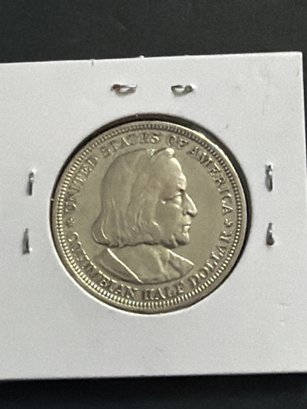 UNITED STATES OF AMERICA
COLUMBIAN HALF DOLLAR